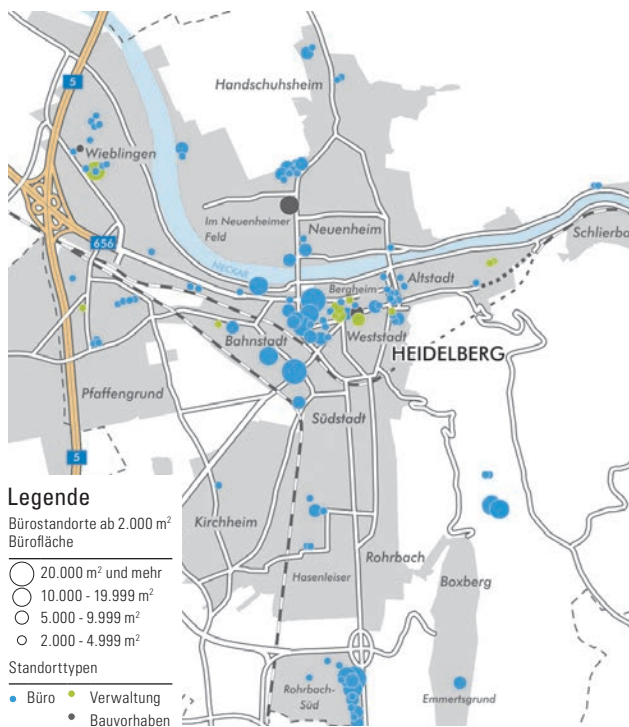 Handschuhsheim
5
Wieblingen
Im Neuenheimer
Feld
Neuenheim
Schlierba
656
NECKAR
Bergheim
Altstadt
Bahnstadt
Weststadt
HEIDELBERG
Pfaffengrund
Südstadt
5
Legende
Bürostandorte ab 2.000 m²
Bürofläche
20.000 m² und mehr
10.000 - 19.999 m²
5.000 - 9.999 m²
2.000 - 4.999 m²
Standorttypen
Büro
Verwaltung
Bauvorhaben
Kirchheim
Rohrbach
Hasenleiser
Boxberg
Rohrbach-
Süd
Emmertsgrund